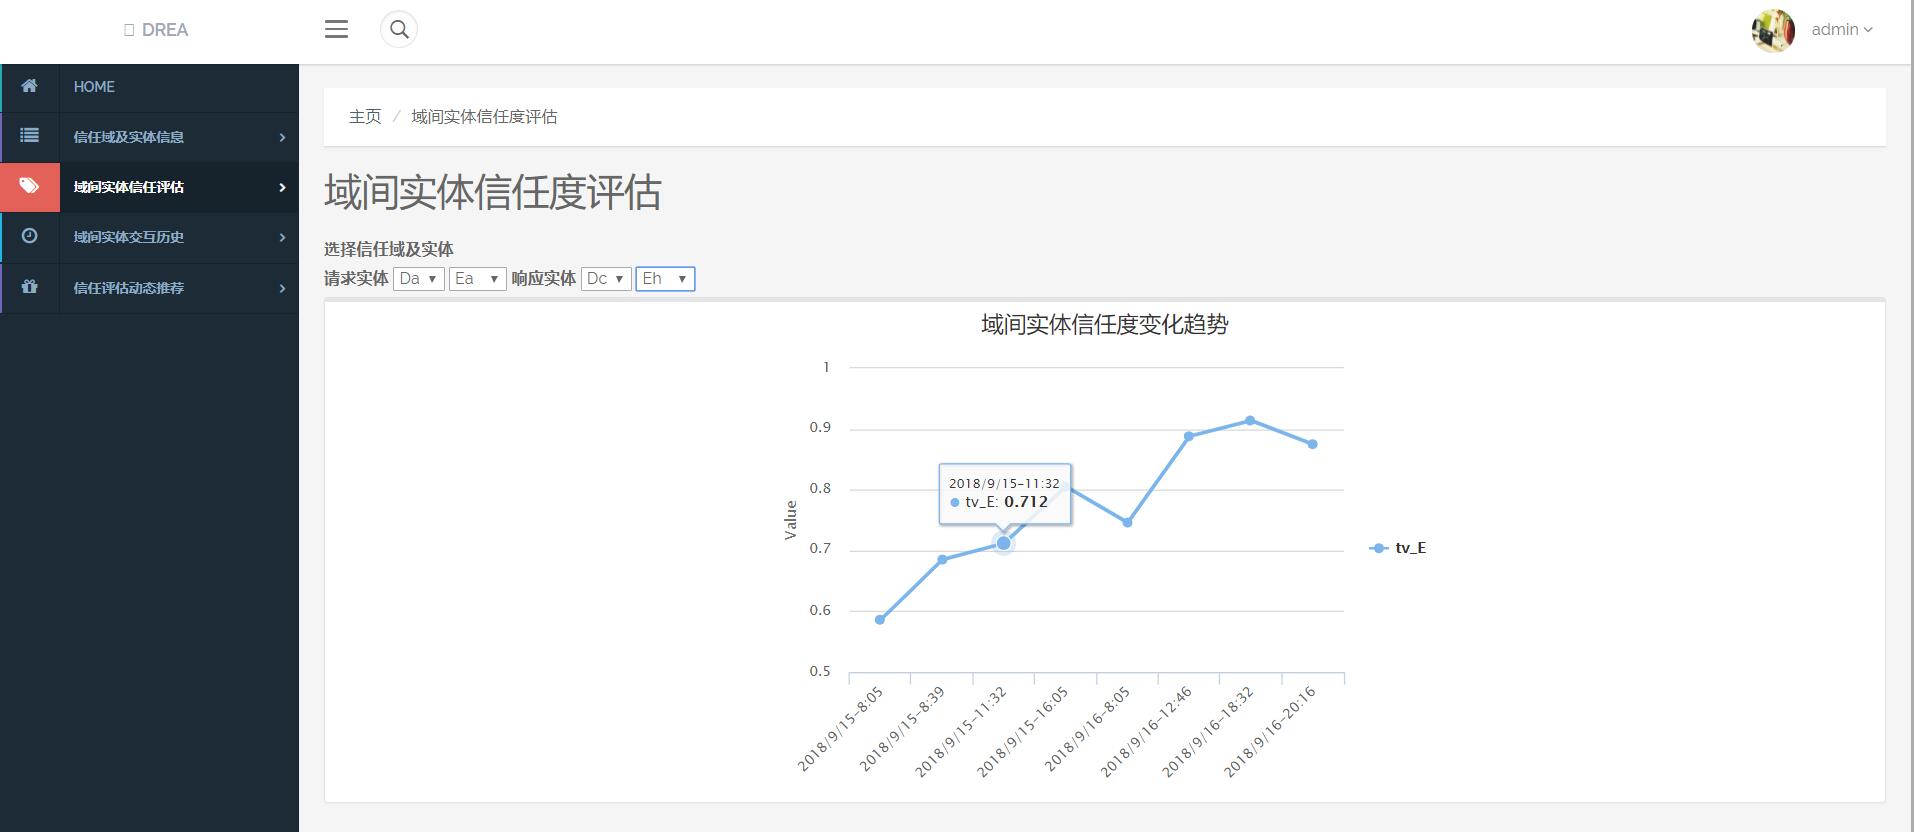 DREA
admin
HOME
信任域及实体信息
域间实体信任评估
域间实体交互历史
信任评估动态推荐
主页 / 域间实体信任度评估
域间实体信任度评估
选择信任域及实体
请求实体 Da Ea 响应实体 Dc Eh
域间实体信任度变化趋势
1
0.9
0.8
0.7
0.6
0.5
Value
2018/9/15-11:32
tv_E: 0.712
tv_E
2018/9/15-8:05
2018/9/15-8:39
2018/9/15-11:32
2018/9/15-16:05
2018/9/16-8:05
2018/9/16-12:46
2018/9/16-18:32
2018/9/16-20:16